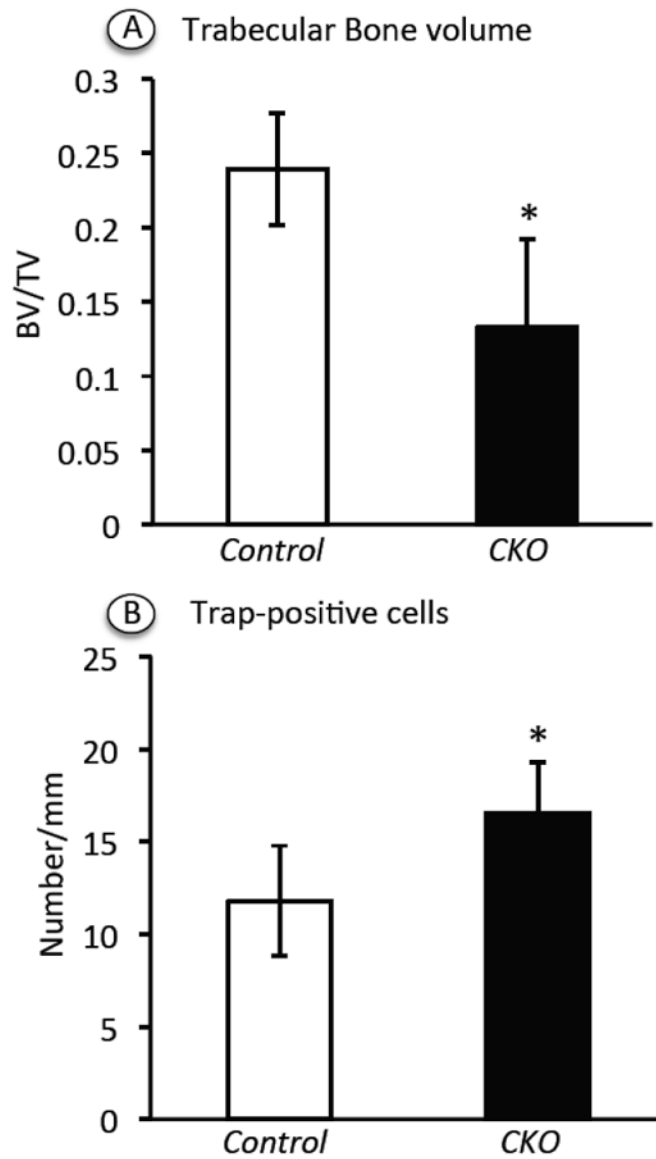 A Trabecular Bone volume
0.3
0.25
0.2
0.15
0.1
0.05
0
BV/TV
*
Control CKO
B Trap-positive cells
25
20
15
10
5
0
Number/mm
*
Control CKO